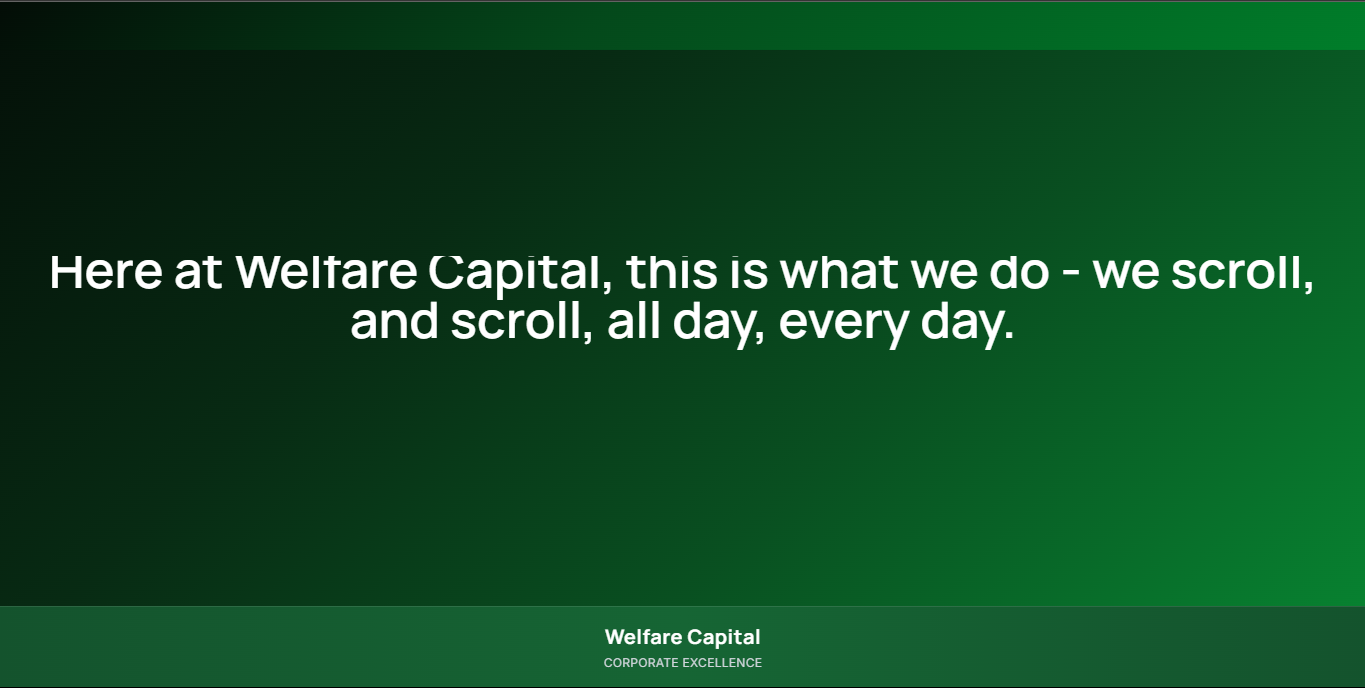 Here at Welfare Capital, this is what we do - we scroll,
and scroll, all day, every day.
Welfare Capital
CORPORATE EXCELLENCE